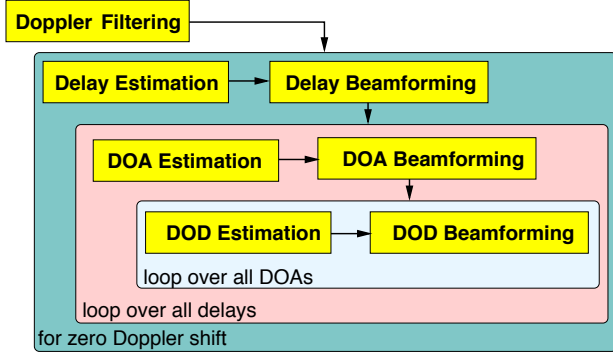 Doppler Filtering
Delay Estimation
Delay Beamforming
DOA Estimation
DOA Beamforming
DOD Estimation
DOD Beamforming
loop over all DOAs
loop over all delays
for zero Doppler shift